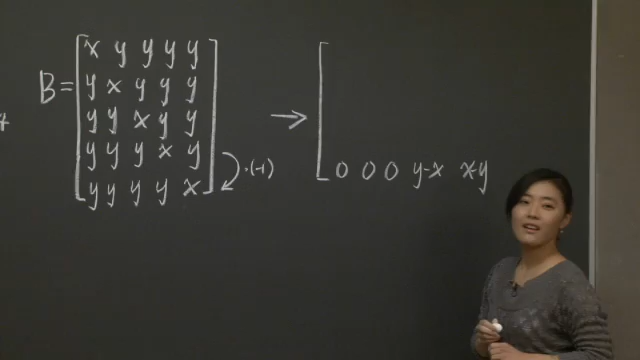 x y y y y
B = y x y y y
y y x y y
y y y x y ·(-1)
y y y y x
→
0 0 0 y-x x-y